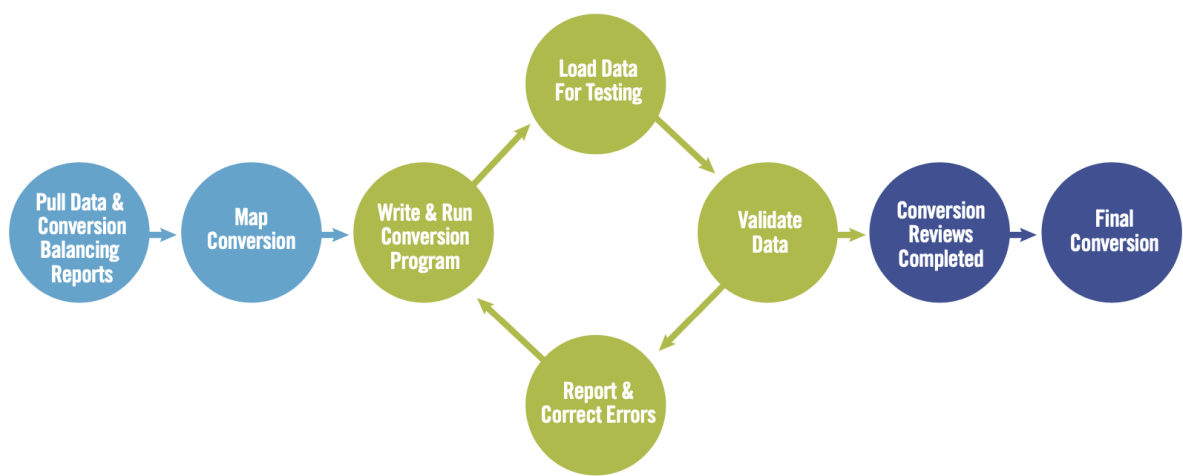 Pull Data &
Conversion
Balancing
Reports
Map
Conversion
Write & Run
Conversion
Program
Load Data
For Testing
Validate
Data
Report &
Correct Errors
Conversion
Reviews
Completed
Final
Conversion